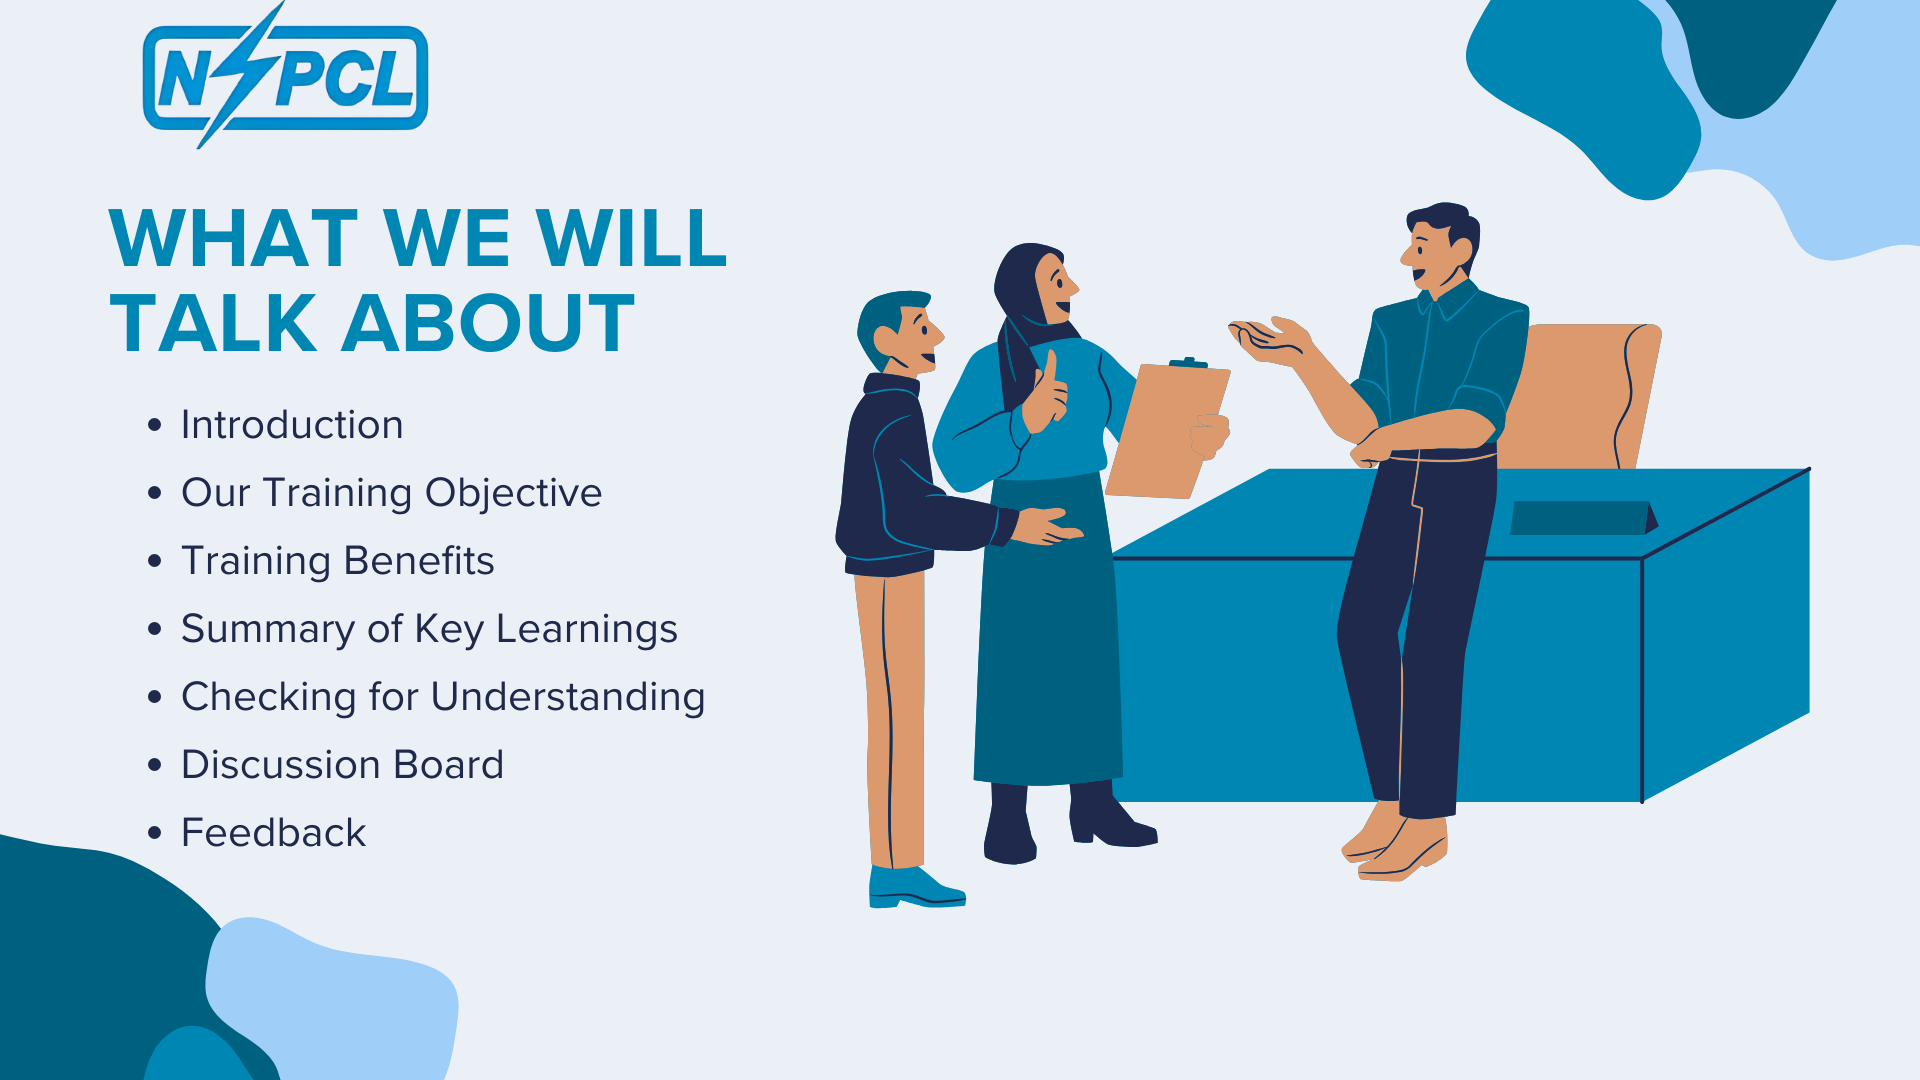 NSPCL
WHAT WE WILL
TALK ABOUT
• Introduction
• Our Training Objective
• Training Benefits
• Summary of Key Learnings
• Checking for Understanding
• Discussion Board
• Feedback